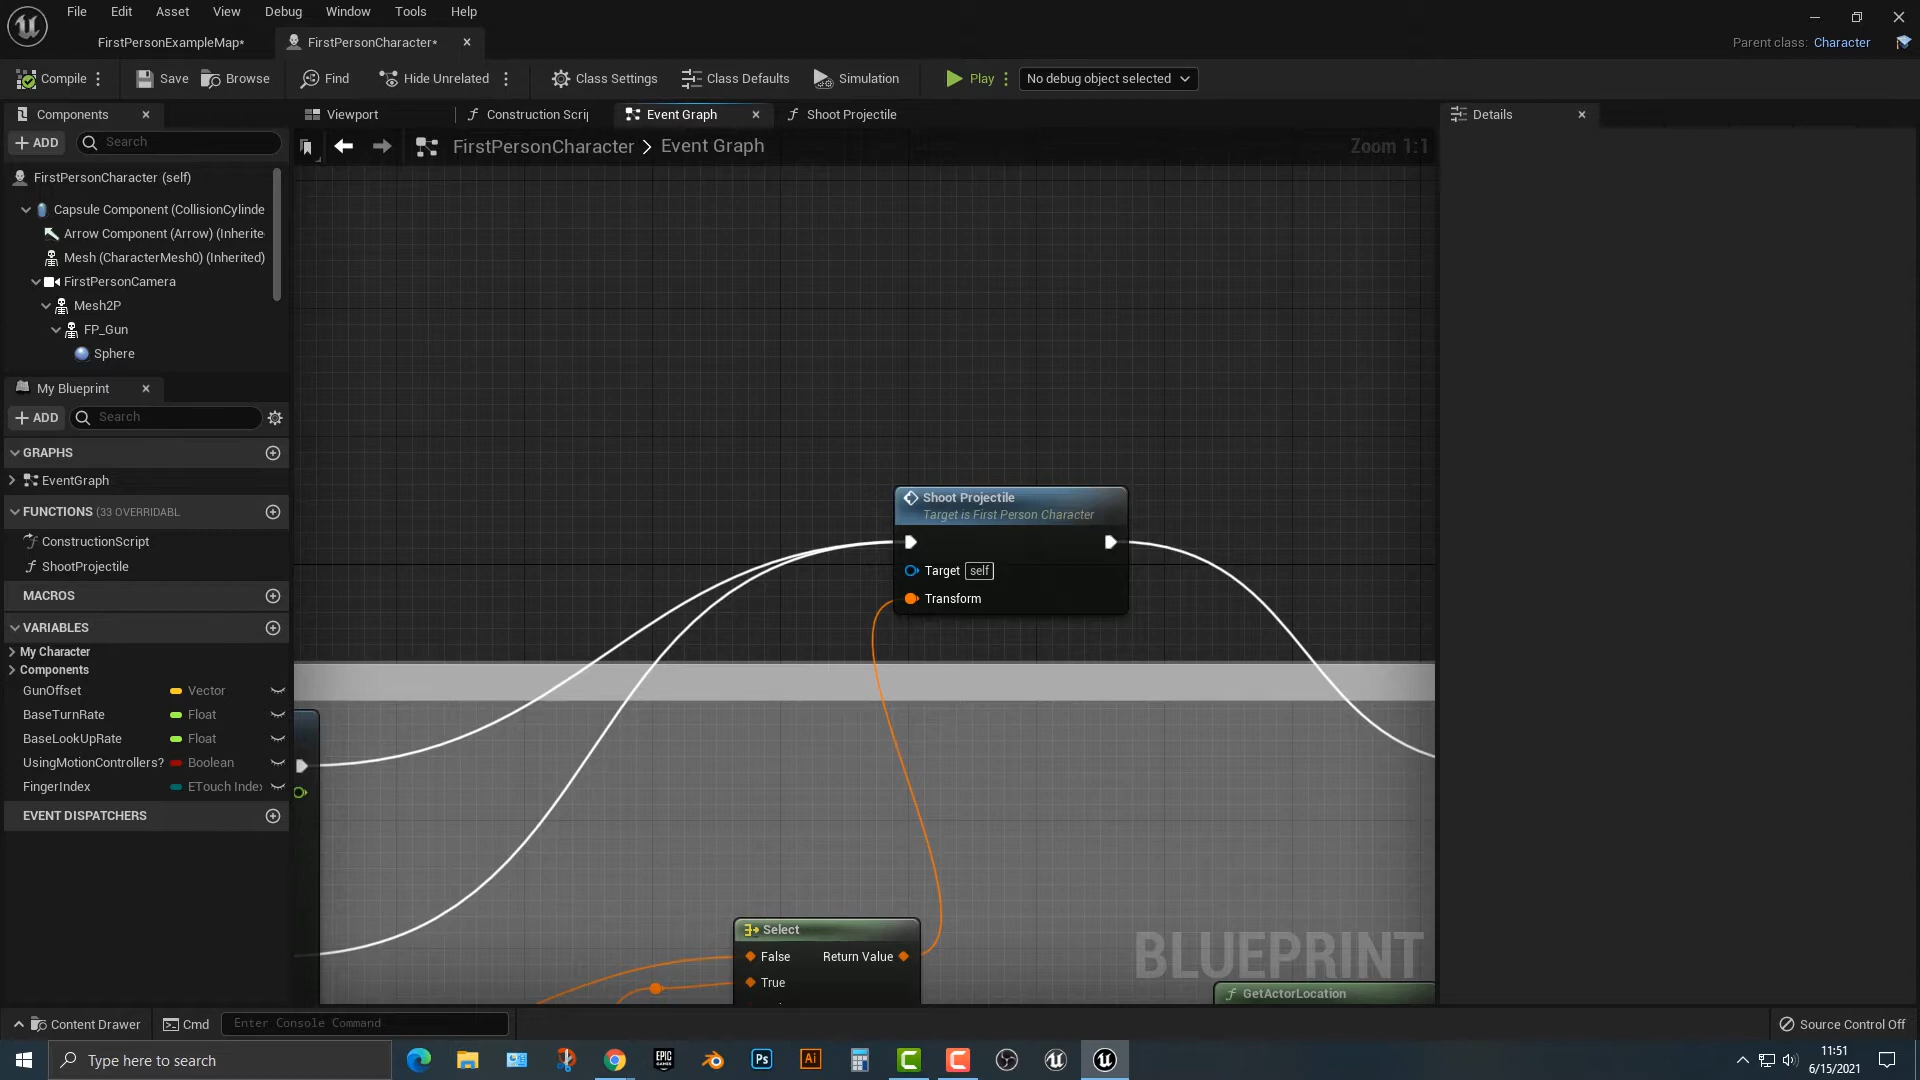 File Edit Asset View Debug Window Tools Help
FirstPersonExampleMap*
FirstPersonCharacter*
Parent class: Character
Compile
Save
Browse
Find
Hide Unrelated
Class Settings
Class Defaults
Simulation
Play
No debug object selected
Components
ADD
Search
FirstPersonCharacter (self)
Capsule Component (CollisionCylinde
Arrow Component (Arrow) (Inherite
Mesh (CharacterMesh0) (Inherited)
FirstPersonCamera
Mesh2P
FP_Gun
Sphere
My Blueprint
ADD
Search
GRAPHS
EventGraph
FUNCTIONS (33 OVERRIDABL
ConstructionScript
ShootProjectile
MACROS
VARIABLES
My Character
Components
GunOffset Vector
BaseTurnRate Float
BaseLookUpRate Float
UsingMotionControllers? Boolean
FingerIndex ETouch Index
EVENT DISPATCHERS
Viewport
Construction Scrip
Event Graph
Shoot Projectile
FirstPersonCharacter > Event Graph
Zoom 1:1
Shoot Projectile
Target is First Person Character
Target self
Transform
Select
False Return Value
True
BLUEPRINT
GetActorLocation
Details
Content Drawer
Cmd
Enter Console Command
Source Control Off
Type here to search
EPIC
GAMES
Ps
Ai
11:51
6/15/2021